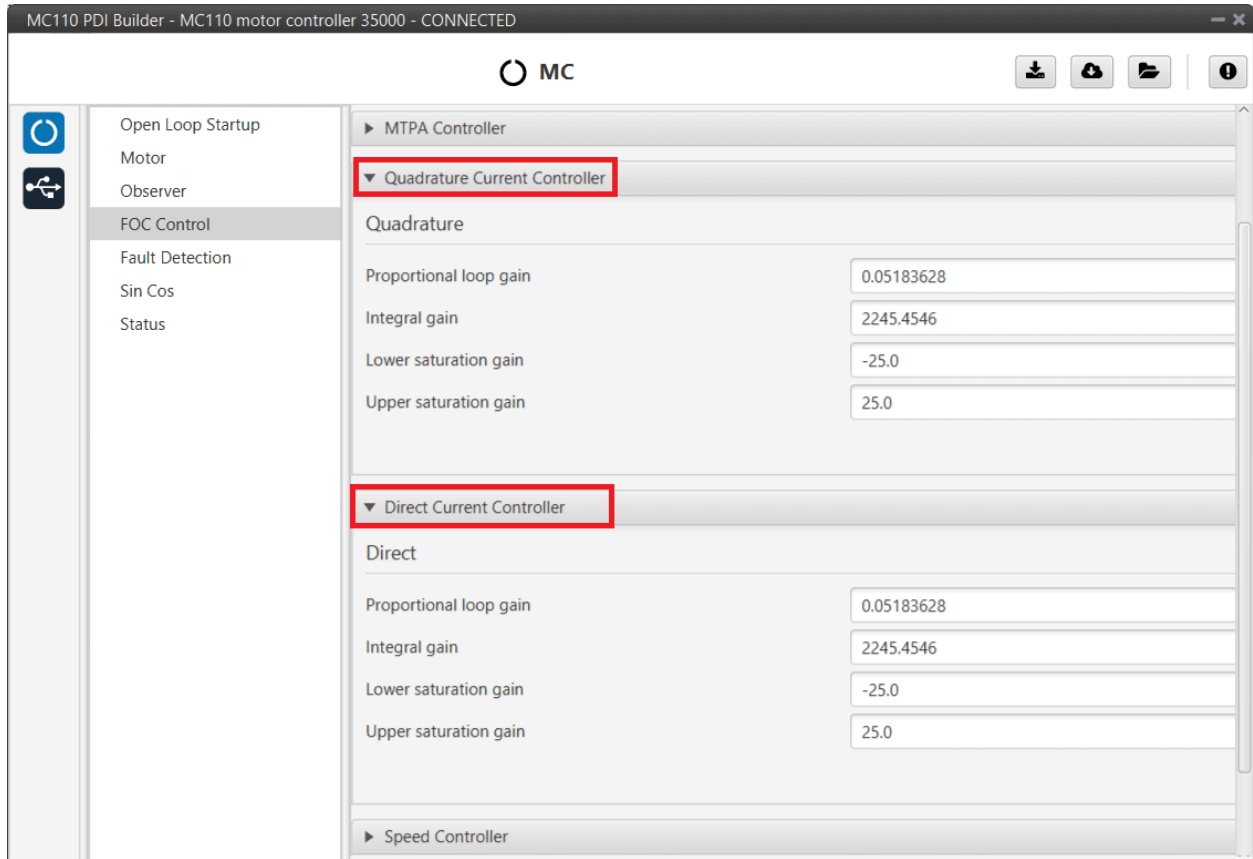 MC110 PDI Builder - MC110 motor controller 35000 - CONNECTED
MC
Open Loop Startup
Motor
Observer
FOC Control
Fault Detection
Sin Cos
Status
MTPA Controller
Quadrature Current Controller
Quadrature
Proportional loop gain 0.05183628
Integral gain 2245.4546
Lower saturation gain -25.0
Upper saturation gain 25.0
Direct Current Controller
Direct
Proportional loop gain 0.05183628
Integral gain 2245.4546
Lower saturation gain -25.0
Upper saturation gain 25.0
Speed Controller